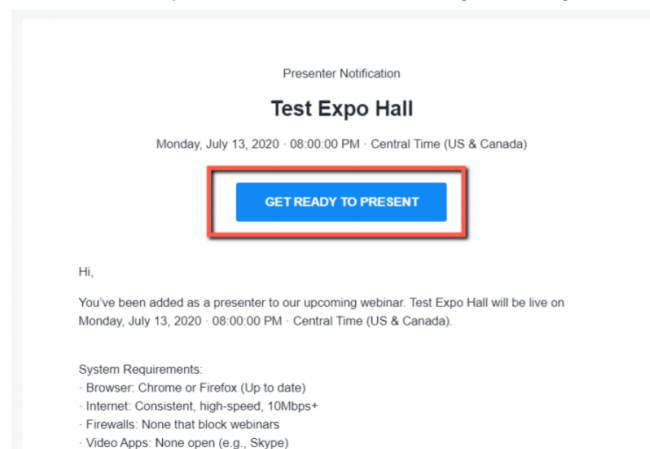 Presenter Notification
Test Expo Hall
Monday, July 13, 2020 · 08:00:00 PM · Central Time (US & Canada)
GET READY TO PRESENT
Hi,
You've been added as a presenter to our upcoming webinar. Test Expo Hall will be live on
Monday, July 13, 2020 · 08:00:00 PM · Central Time (US & Canada).
System Requirements:
· Browser: Chrome or Firefox (Up to date)
· Internet: Consistent, high-speed, 10Mbps+
· Firewalls: None that block webinars
· Video Apps: None open (e.g., Skype)